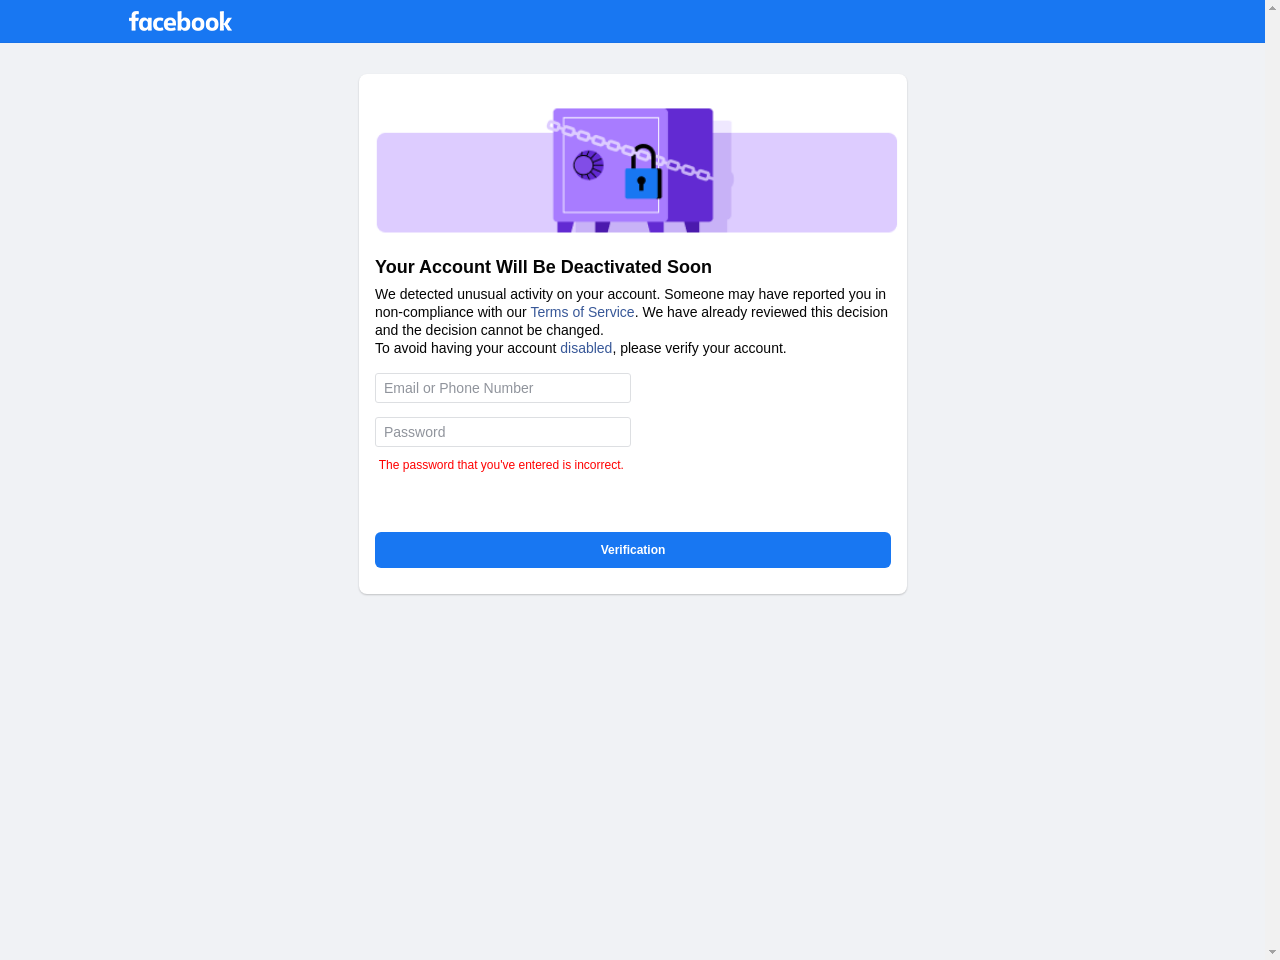 facebook
Your Account Will Be Deactivated Soon
We detected unusual activity on your account. Someone may have reported you in
non-compliance with our Terms of Service. We have already reviewed this decision
and the decision cannot be changed.
To avoid having your account disabled, please verify your account.
Email or Phone Number
Password
The password that you've entered is incorrect.
Verification